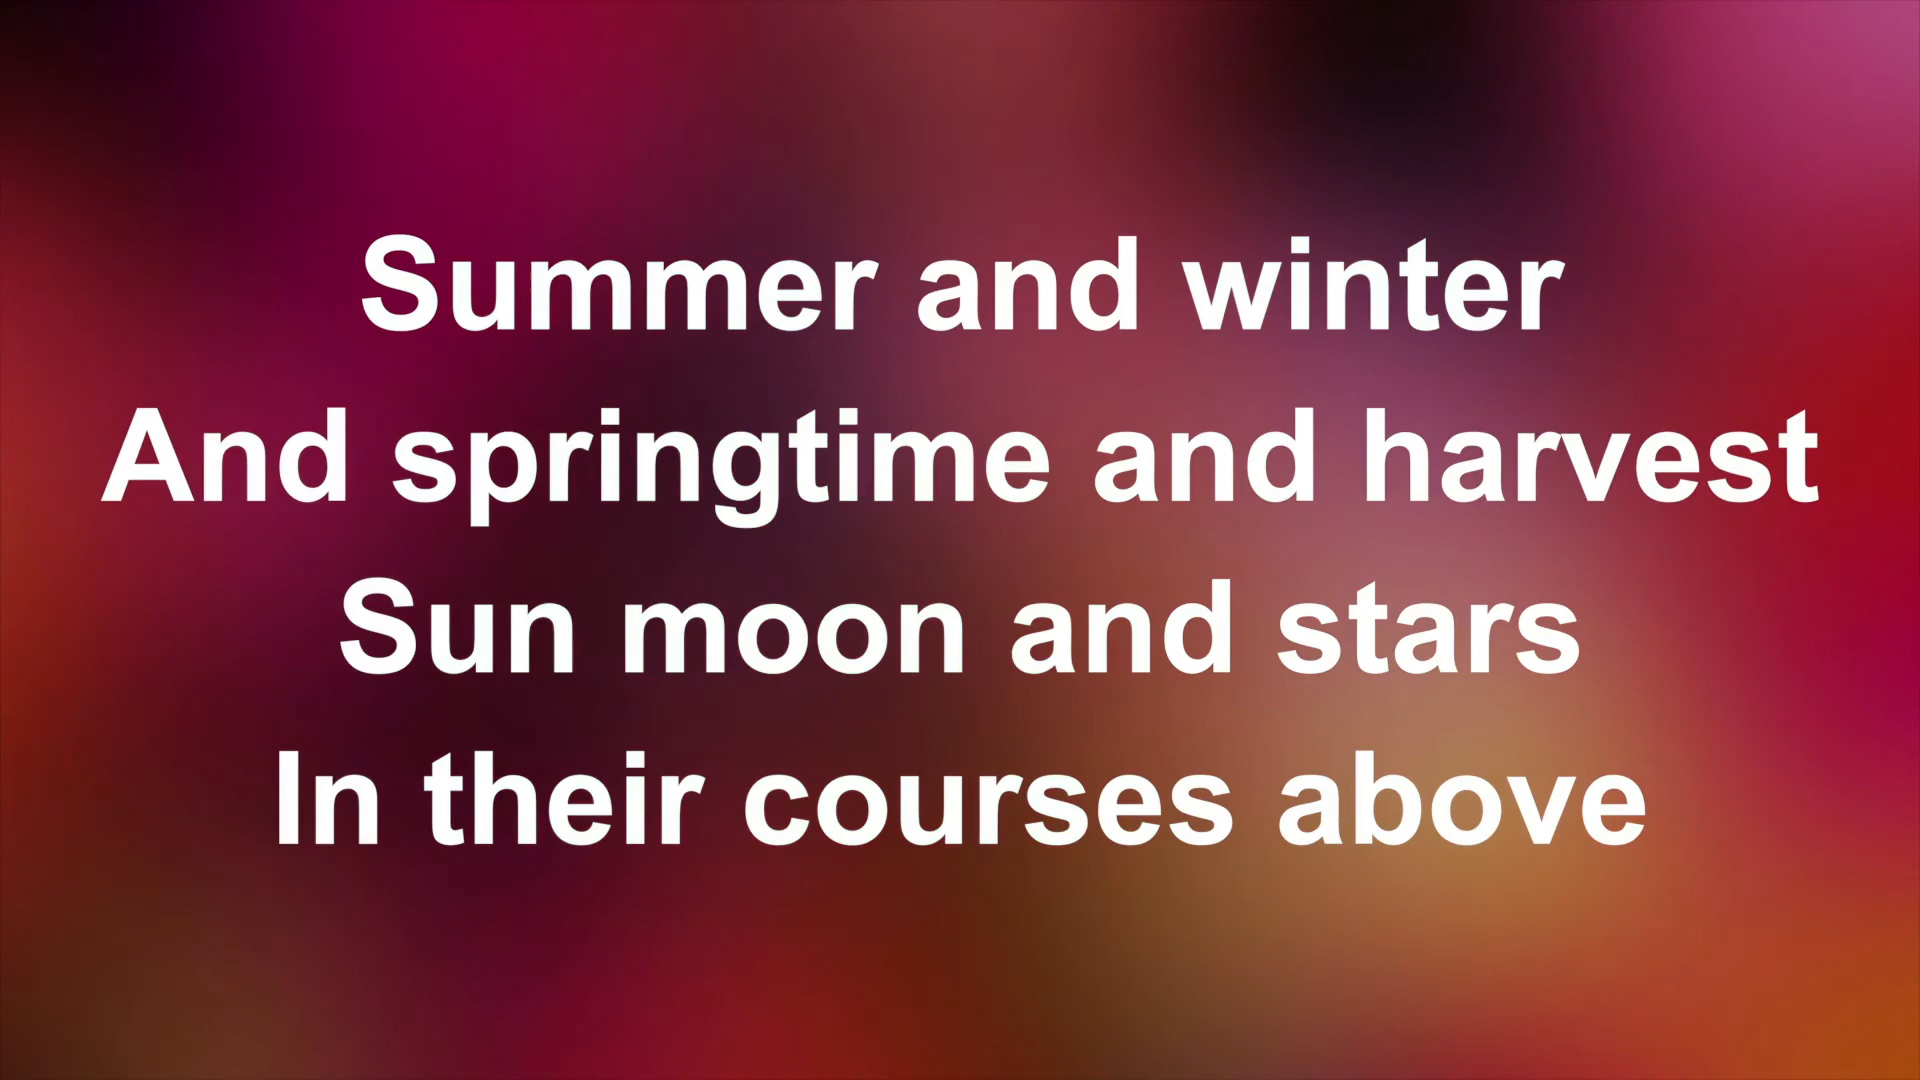 Summer and winter
And springtime and harvest
Sun moon and stars
In their courses above